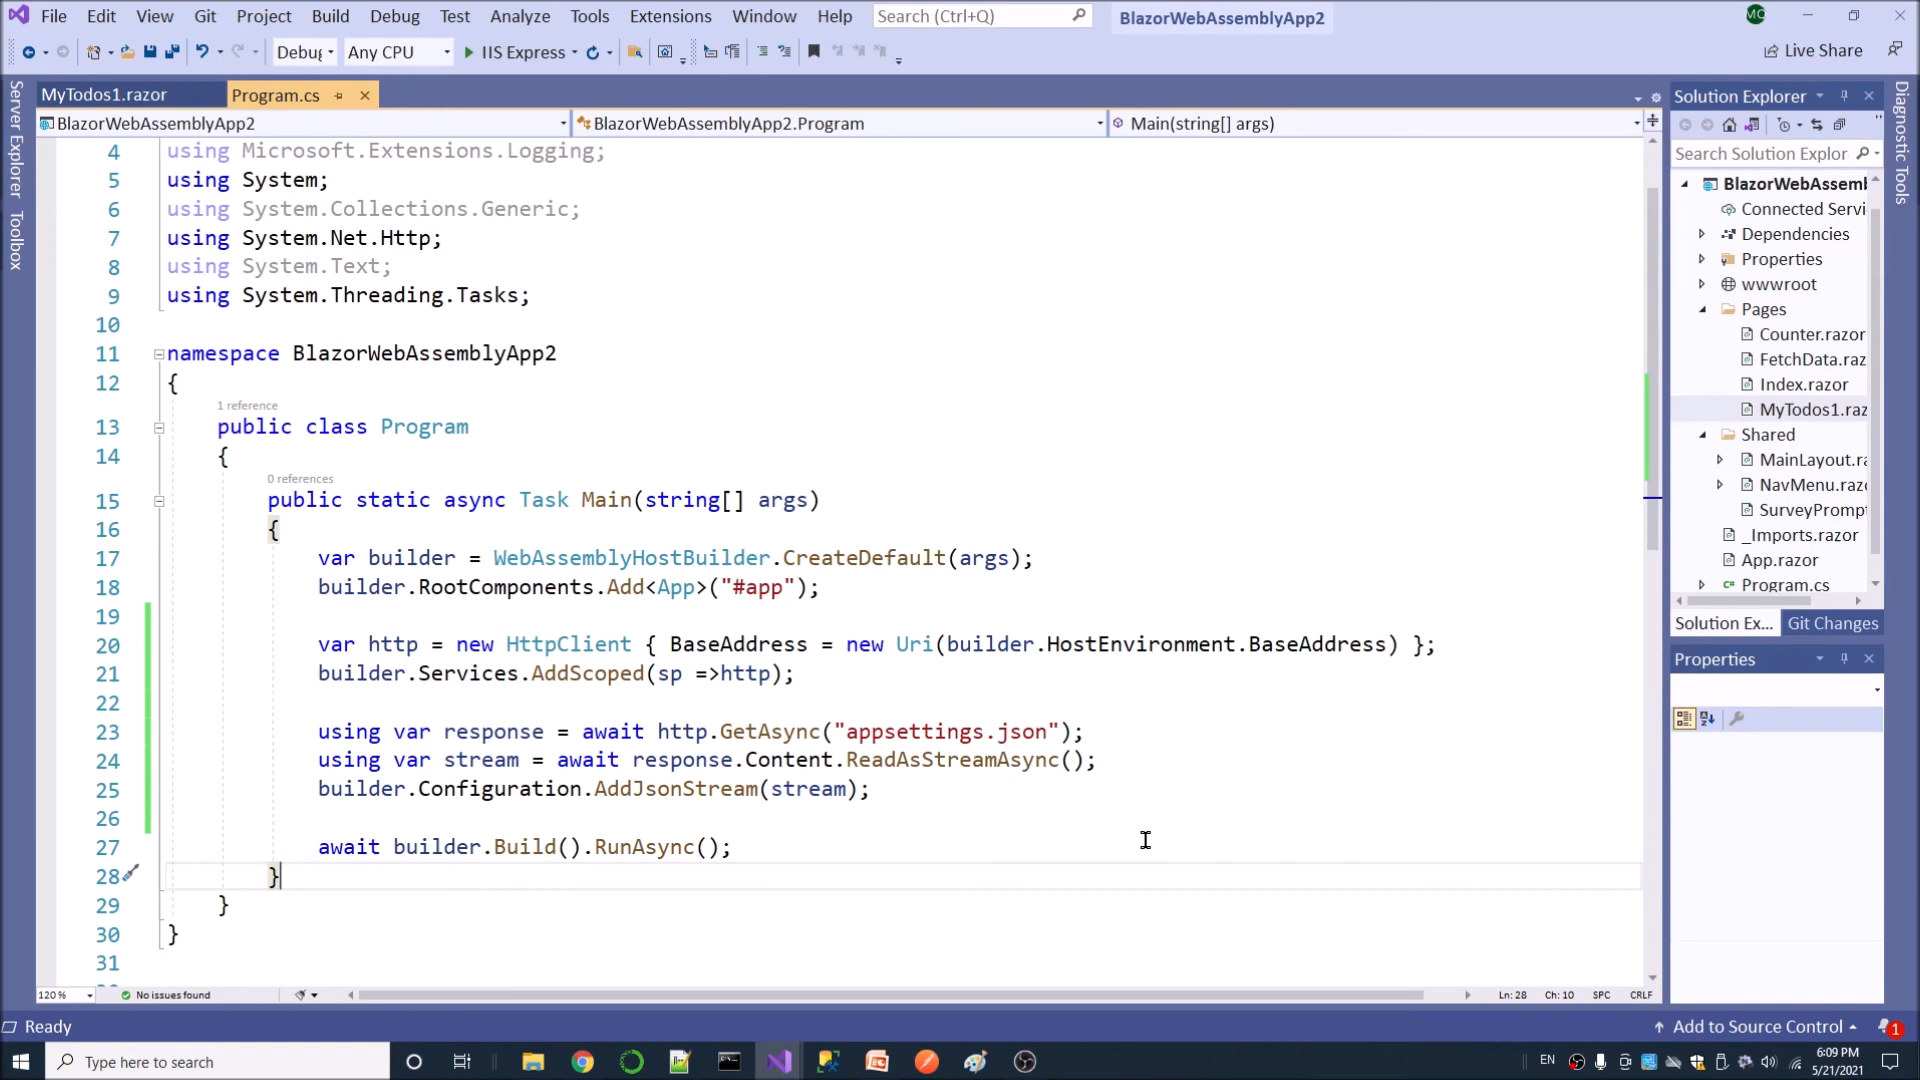 File Edit View Git Project Build Debug Test Analyze Tools Extensions Window Help Search (Ctrl+Q) BlazorWebAssemblyApp2 MC
Debug Any CPU IIS Express Live Share
Server Explorer
Toolbox
MyTodos1.razor Program.cs
BlazorWebAssemblyApp2 BlazorWebAssemblyApp2.Program Main(string[] args)
4 using Microsoft.Extensions.Logging;
5 using System;
6 using System.Collections.Generic;
7 using System.Net.Http;
8 using System.Text;
9 using System.Threading.Tasks;
10
11 namespace BlazorWebAssemblyApp2
12 {
1 reference
13 public class Program
14 {
0 references
15 public static async Task Main(string[] args)
16 {
17 var builder = WebAssemblyHostBuilder.CreateDefault(args);
18 builder.RootComponents.Add<App>("#app");
19
20 var http = new HttpClient { BaseAddress = new Uri(builder.HostEnvironment.BaseAddress) };
21 builder.Services.AddScoped(sp =>http);
22
23 using var response = await http.GetAsync("appsettings.json");
24 using var stream = await response.Content.ReadAsStreamAsync();
25 builder.Configuration.AddJsonStream(stream);
26
27 await builder.Build().RunAsync();
28 }
29 }
30 }
31
120 % No issues found Ln: 28 Ch: 10 SPC CRLF
Solution Explorer
Search Solution Explor
BlazorWebAssemb
Connected Servi
Dependencies
Properties
wwwroot
Pages
Counter.razor
FetchData.raz
Index.razor
MyTodos1.raz
Shared
MainLayout.ra
NavMenu.razo
SurveyPrompt
_Imports.razor
App.razor
Program.cs
Solution Ex... Git Changes
Properties
Diagnostic Tools
Ready Add to Source Control 1
Type here to search EN 6:09 PM
5/21/2021